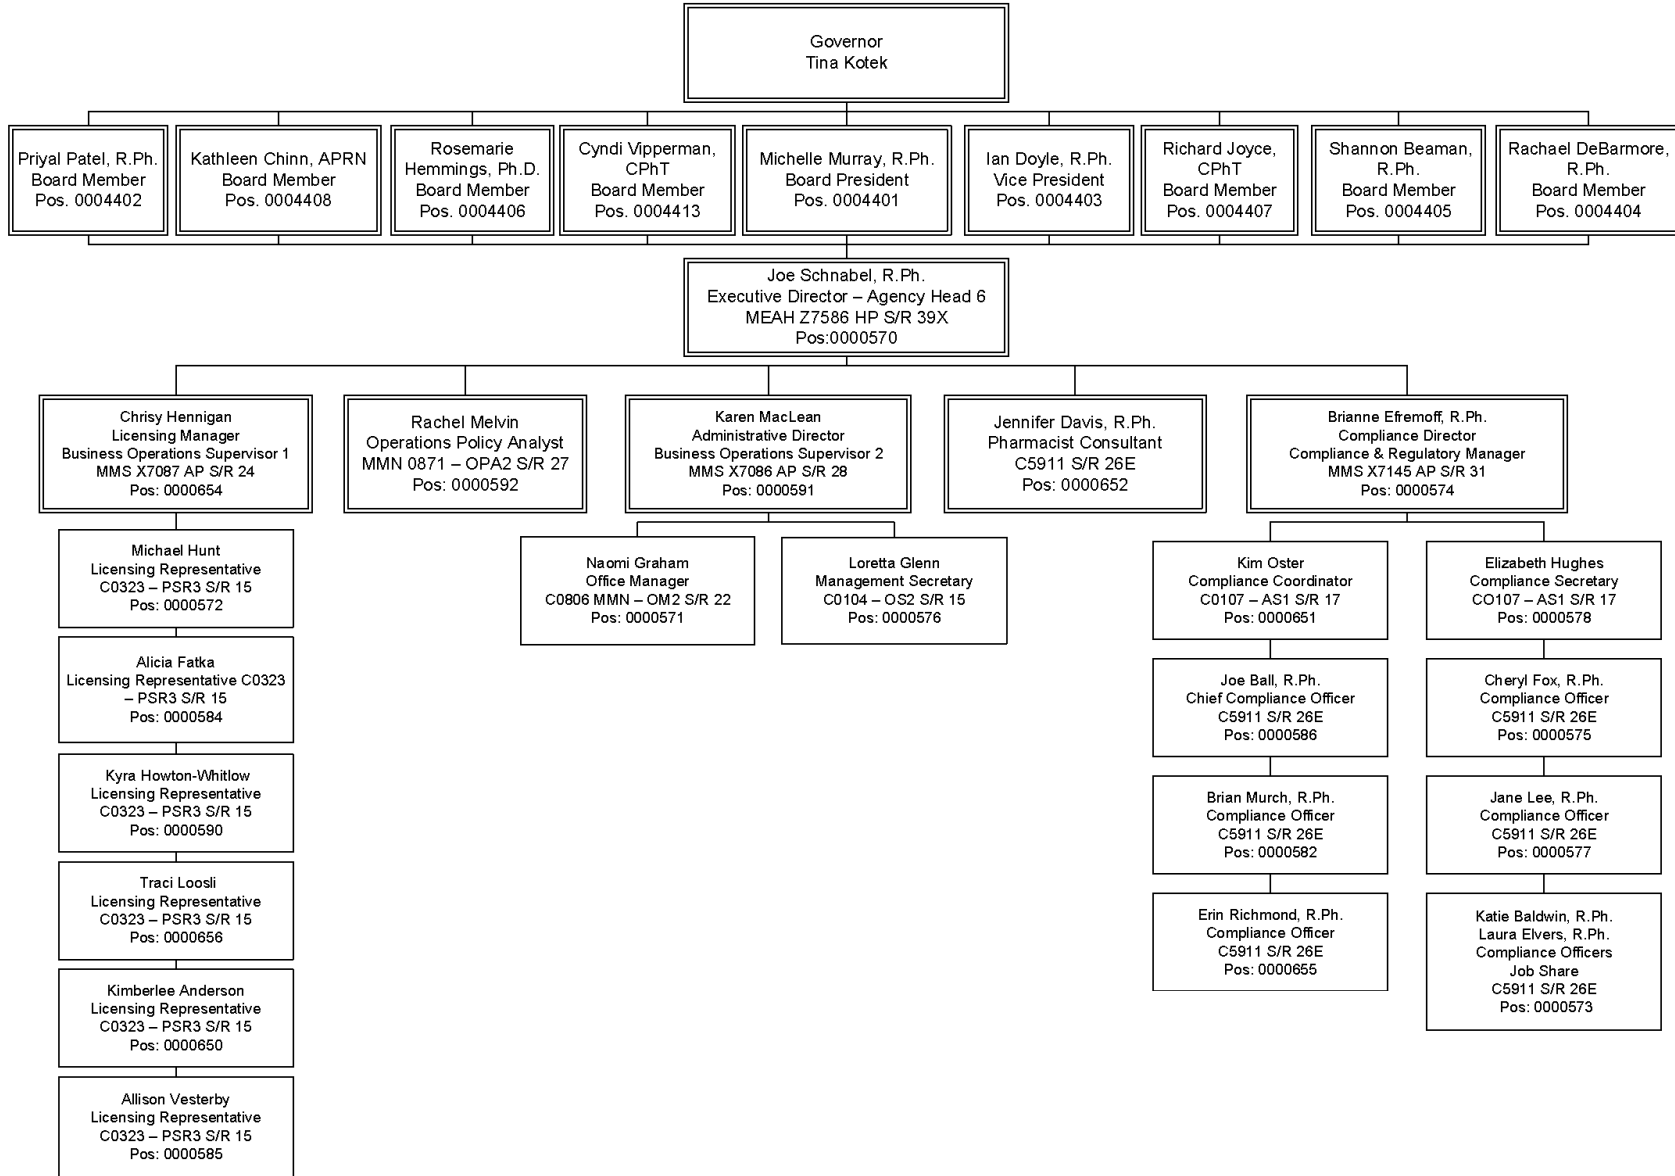 Governor
Tina Kotek
Priyal Patel, R.Ph.
Board Member
Pos. 0004402
Kathleen Chinn, APRN
Board Member
Pos. 0004408
Rosemarie
Hemmings, Ph.D.
Board Member
Pos. 0004406
Cyndi Vipperman,
CPhT
Board Member
Pos. 0004413
Michelle Murray, R.Ph.
Board President
Pos. 0004401
Ian Doyle, R.Ph.
Vice President
Pos. 0004403
Richard Joyce,
CPhT
Board Member
Pos. 0004407
Shannon Beaman,
R.Ph.
Board Member
Pos. 0004405
Rachael DeBarmore,
R.Ph.
Board Member
Pos. 0004404
Joe Schnabel, R.Ph.
Executive Director – Agency Head 6
MEAH Z7586 HP S/R 39X
Pos:0000570
Chrisy Hennigan
Licensing Manager
Business Operations Supervisor 1
MMS X7087 AP S/R 24
Pos: 0000654
Rachel Melvin
Operations Policy Analyst
MMN 0871 – OPA2 S/R 27
Pos: 0000592
Karen MacLean
Administrative Director
Business Operations Supervisor 2
MMS X7086 AP S/R 28
Pos: 0000591
Jennifer Davis, R.Ph.
Pharmacist Consultant
C5911 S/R 26E
Pos: 0000652
Brianne Efremoff, R.Ph.
Compliance Director
Compliance & Regulatory Manager
MMS X7145 AP S/R 31
Pos: 0000574
Michael Hunt
Licensing Representative
C0323 – PSR3 S/R 15
Pos: 0000572
Alicia Fatka
Licensing Representative C0323
– PSR3 S/R 15
Pos: 0000584
Kyra Howton-Whitlow
Licensing Representative
C0323 – PSR3 S/R 15
Pos: 0000590
Traci Loosli
Licensing Representative
C0323 – PSR3 S/R 15
Pos: 0000656
Kimberlee Anderson
Licensing Representative
C0323 – PSR3 S/R 15
Pos: 0000650
Allison Vesterby
Licensing Representative
C0323 – PSR3 S/R 15
Pos: 0000585
Naomi Graham
Office Manager
C0806 MMN – OM2 S/R 22
Pos: 0000571
Loretta Glenn
Management Secretary
C0104 – OS2 S/R 15
Pos: 0000576
Kim Oster
Compliance Coordinator
C0107 – AS1 S/R 17
Pos: 0000651
Joe Ball, R.Ph.
Chief Compliance Officer
C5911 S/R 26E
Pos: 0000586
Brian Murch, R.Ph.
Compliance Officer
C5911 S/R 26E
Pos: 0000582
Erin Richmond, R.Ph.
Compliance Officer
C5911 S/R 26E
Pos: 0000655
Elizabeth Hughes
Compliance Secretary
CO107 – AS1 S/R 17
Pos: 0000578
Cheryl Fox, R.Ph.
Compliance Officer
C5911 S/R 26E
Pos: 0000575
Jane Lee, R.Ph.
Compliance Officer
C5911 S/R 26E
Pos: 0000577
Katie Baldwin, R.Ph.
Laura Elvers, R.Ph.
Compliance Officers
Job Share
C5911 S/R 26E
Pos: 0000573